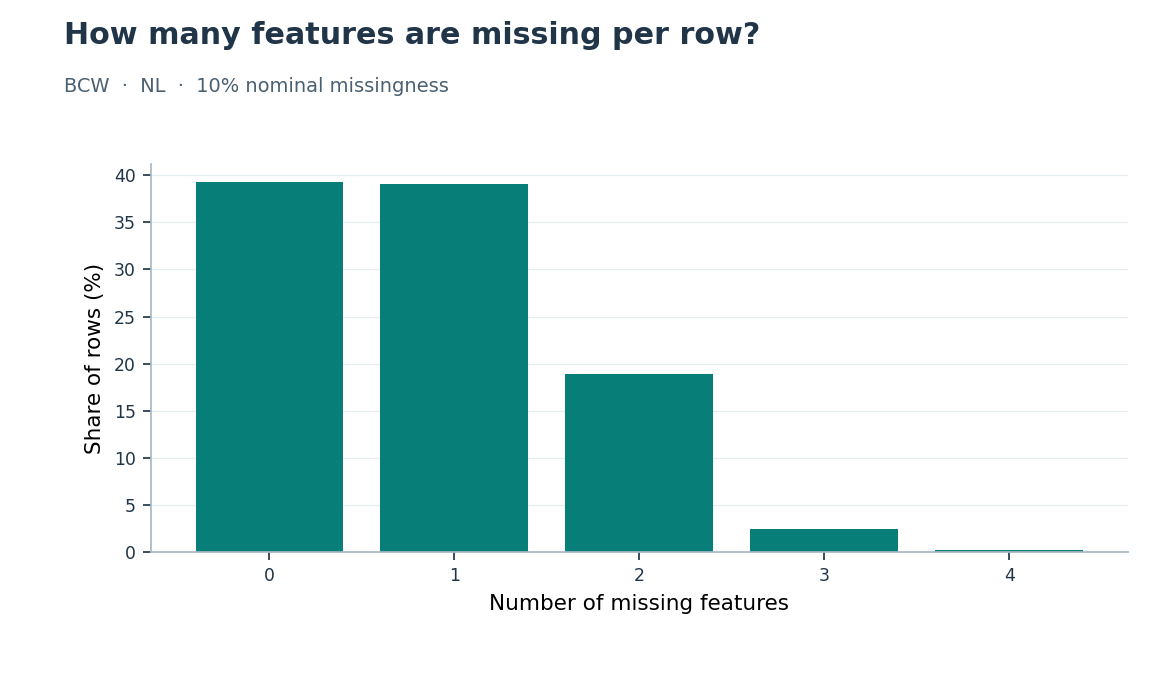 How many features are missing per row?
BCW · NL · 10% nominal missingness
40
35
30
25
20
15
10
5
0
Share of rows (%)
0 1 2 3 4
Number of missing features